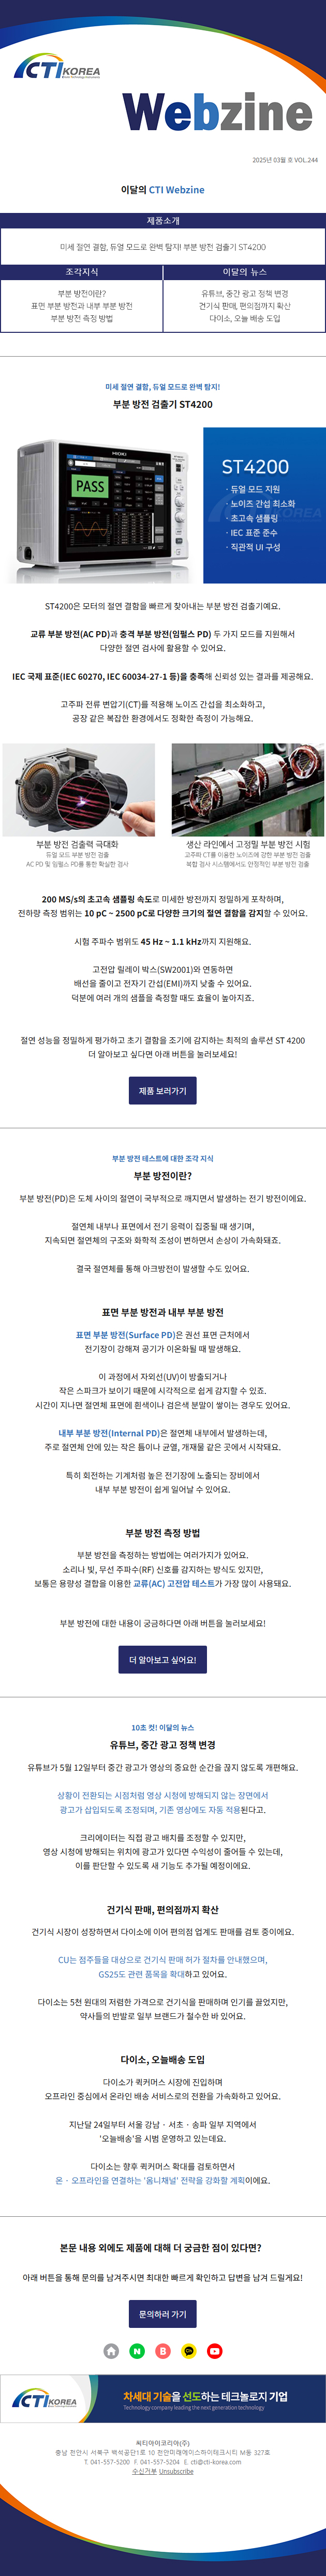 CTI KOREA
Webzine
2025년 03월 호 VOL.244
이달의 CTI Webzine
제품소개
미세 절연 결함, 듀얼 모드로 완벽 탐지! 부분 방전 검출기 ST4200
조각지식
이달의 뉴스
부분 방전이란?
표면 부분 방전과 내부 부분 방전
부분 방전 측정 방법
유튜브, 중간 광고 정책 변경
건기식 판매, 편의점까지 확산
다이소, 오늘 배송 도입
미세 절연 결함, 듀얼 모드로 완벽 탐지!
부분 방전 검출기 ST4200
HIOKI
PASS
ST4200
· 듀얼 모드 지원
· 노이즈 간섭 최소화
· 초고속 샘플링
· IEC 표준 준수
· 직관적 UI 구성
ST4200은 모터의 절연 결함을 빠르게 찾아내는 부분 방전 검출기예요.
교류 부분 방전(AC PD)과 충격 부분 방전(임펄스 PD) 두 가지 모드를 지원해서
다양한 절연 검사에 활용할 수 있어요.
IEC 국제 표준(IEC 60270, IEC 60034-27-1 등)을 충족해 신뢰성 있는 결과를 제공해요.
고주파 전류 변압기(CT)를 적용해 노이즈 간섭을 최소화하고,
공장 같은 복잡한 환경에서도 정확한 측정이 가능해요.
부분 방전 검출력 극대화
듀얼 모드 부분 방전 검출
AC PD 및 임펄스 PD를 통한 확실한 검사
생산 라인에서 고정밀 부분 방전 시험
고주파 CT를 이용한 노이즈에 강한 부분 방전 검출
복합 검사 시스템에서도 안정적인 부분 방전 검출
200 MS/s의 초고속 샘플링 속도로 미세한 방전까지 정밀하게 포착하며,
전하량 측정 범위는 10 pC ~ 2500 pC로 다양한 크기의 절연 결함을 감지할 수 있어요.
시험 주파수 범위도 45 Hz ~ 1.1 kHz까지 지원해요.
고전압 릴레이 박스(SW2001)와 연동하면
배선을 줄이고 전자기 간섭(EMI)까지 낮출 수 있어요.
덕분에 여러 개의 샘플을 측정할 때도 효율이 높아지죠.
절연 성능을 정밀하게 평가하고 초기 결함을 조기에 감지하는 최적의 솔루션 ST 4200
더 알아보고 싶다면 아래 버튼을 눌러보세요!
제품 보러가기
부분 방전 테스트에 대한 조각 지식
부분 방전이란?
부분 방전(PD)은 도체 사이의 절연이 국부적으로 깨지면서 발생하는 전기 방전이에요.
절연체 내부나 표면에서 전기 응력이 집중될 때 생기며,
지속되면 절연체의 구조와 화학적 조성이 변하면서 손상이 가속화돼죠.
결국 절연체를 통해 아크방전이 발생할 수도 있어요.
표면 부분 방전과 내부 부분 방전
표면 부분 방전(Surface PD)은 권선 표면 근처에서
전기장이 강해져 공기가 이온화될 때 발생해요.
이 과정에서 자외선(UV)이 방출되거나
작은 스파크가 보이기 때문에 시각적으로 쉽게 감지할 수 있죠.
시간이 지나면 절연체 표면에 흰색이나 검은색 분말이 쌓이는 경우도 있어요.
내부 부분 방전(Internal PD)은 절연체 내부에서 발생하는데,
주로 절연체 안에 있는 작은 틈이나 균열, 개재물 같은 곳에서 시작돼요.
특히 회전하는 기계처럼 높은 전기장에 노출되는 장비에서
내부 부분 방전이 쉽게 일어날 수 있어요.
부분 방전 측정 방법
부분 방전을 측정하는 방법에는 여러가지가 있어요.
소리나 빛, 무선 주파수(RF) 신호를 감지하는 방식도 있지만,
보통은 용량성 결합을 이용한 교류(AC) 고전압 테스트가 가장 많이 사용돼요.
부분 방전에 대한 내용이 궁금하다면 아래 버튼을 눌러보세요!
더 알아보고 싶어요!
10초 컷! 이달의 뉴스
유튜브, 중간 광고 정책 변경
유튜브가 5월 12일부터 중간 광고가 영상의 중요한 순간을 끊지 않도록 개편해요.
상황이 전환되는 시점처럼 영상 시청에 방해되지 않는 장면에서
광고가 삽입되도록 조정되며, 기존 영상에도 자동 적용된다고.
크리에이터는 직접 광고 배치를 조정할 수 있지만,
영상 시청에 방해되는 위치에 광고가 있다면 수익성이 줄어들 수 있는데,
이를 판단할 수 있도록 새 기능도 추가될 예정이에요.
건기식 판매, 편의점까지 확산
건기식 시장이 성장하면서 다이소에 이어 편의점 업계도 판매를 검토 중이에요.
CU는 점주들을 대상으로 건기식 판매 허가 절차를 안내했으며,
GS25도 관련 품목을 확대하고 있어요.
다이소는 5천 원대의 저렴한 가격으로 건기식을 판매하며 인기를 끌었지만,
약사들의 반발로 일부 브랜드가 철수한 바 있어요.
다이소, 오늘배송 도입
다이소가 퀵커머스 시장에 진입하며
오프라인 중심에서 온라인 배송 서비스로의 전환을 가속화하고 있어요.
지난달 24일부터 서울 강남 · 서초 · 송파 일부 지역에서
'오늘배송'을 시범 운영하고 있는데요.
다이소는 향후 퀵커머스 확대를 검토하면서
온 · 오프라인을 연결하는 '옴니채널' 전략을 강화할 계획이에요.
본문 내용 외에도 제품에 대해 더 궁금한 점이 있다면?
아래 버튼을 통해 문의를 남겨주시면 최대한 빠르게 확인하고 답변을 남겨 드릴게요!
문의하러 가기
N
B
CTI KOREA
차세대 기술을 선도하는 테크놀로지 기업
Technology company leading the next generation technology
씨티아이코리아(주)
충남 천안시 서북구 백석공단1로 10 천안미래에이스하이테크시티 M동 327호
T. 041-557-5200 F. 041-557-5204 E. cti@cti-korea.com
수신거부 Unsubscribe